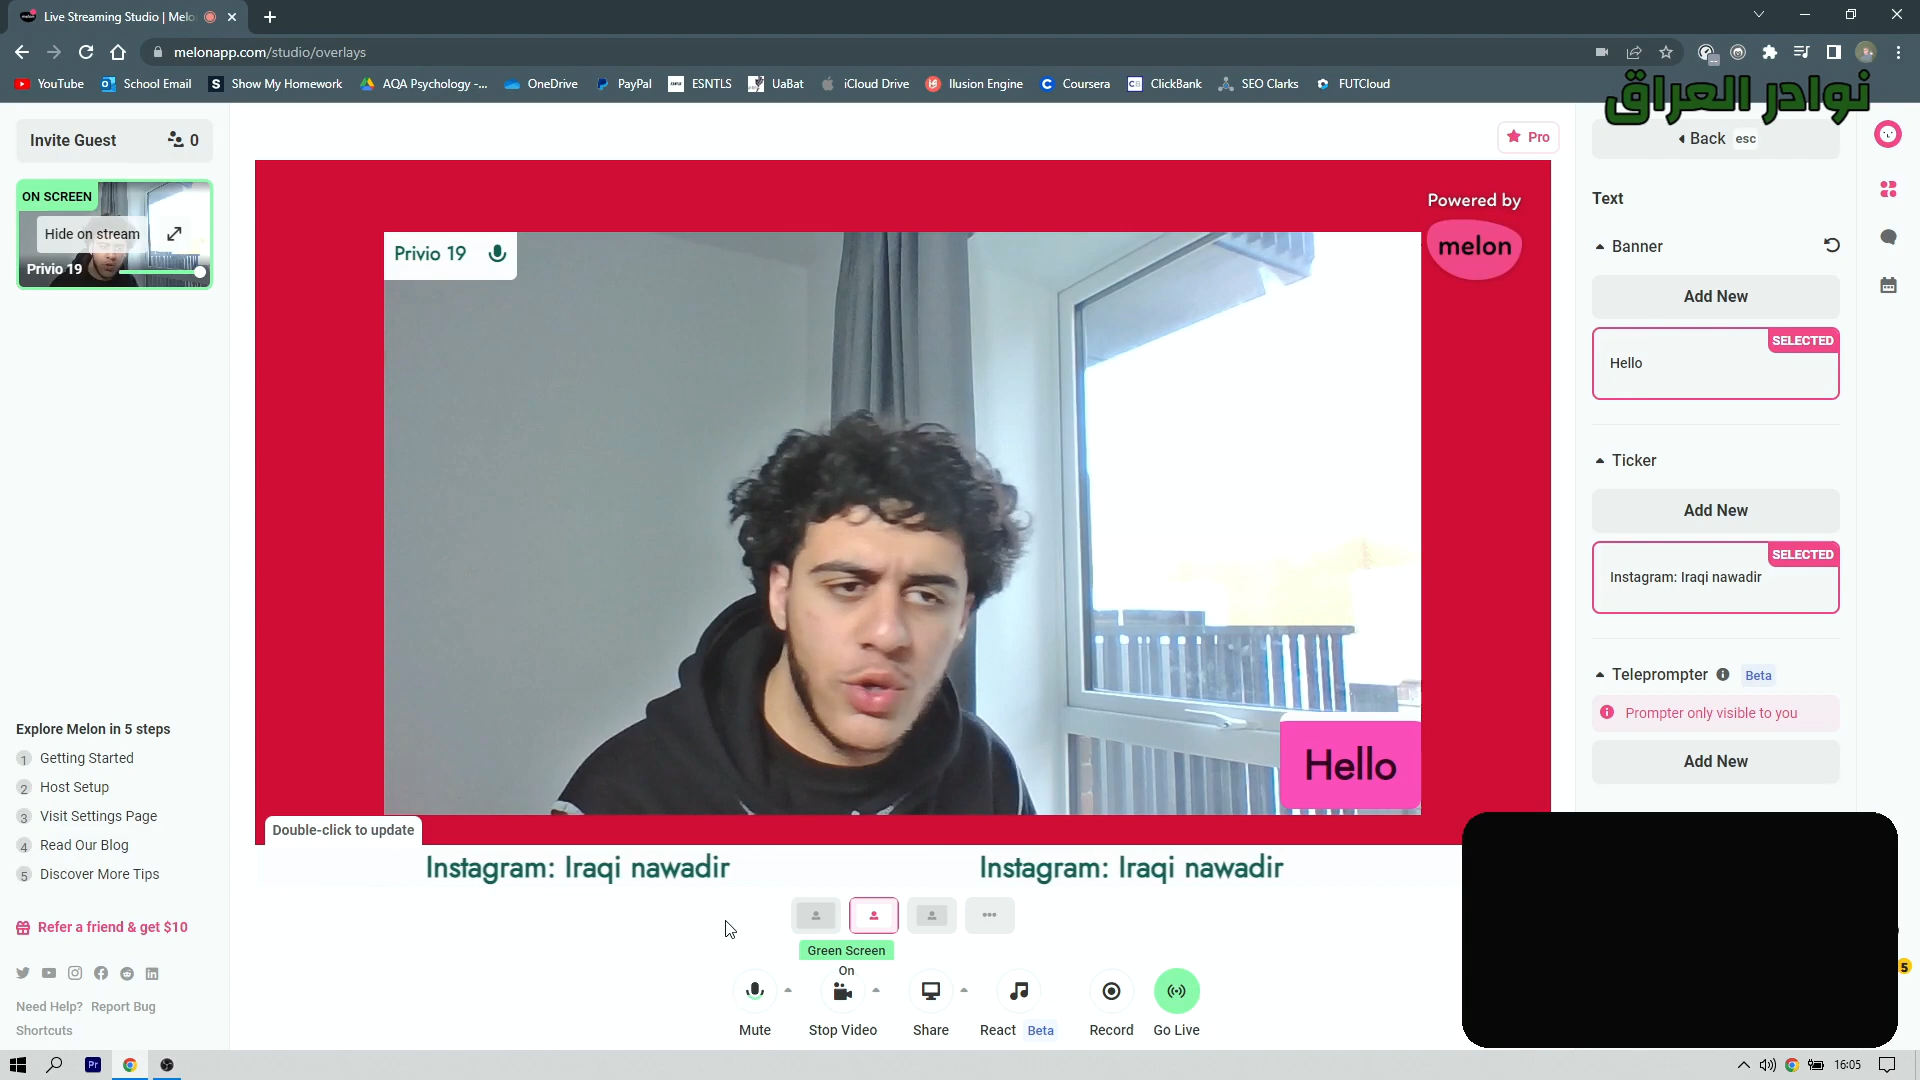 Live Streaming Studio | Melo
melonapp.com/studio/overlays
YouTube
School Email
Show My Homework
AQA Psychology -...
OneDrive
PayPal
ESNTLS
UaBat
iCloud Drive
Ilusion Engine
Coursera
ClickBank
SEO Clarks
FUTCloud
نوادر العراق
Invite Guest 0
ON SCREEN
Hide on stream
Privio 19
Pro
Powered by
melon
Privio 19
Hello
Double-click to update
Instagram: Iraqi nawadir Instagram: Iraqi nawadir
Back esc
Text
Banner
Add New
SELECTED
Hello
Ticker
Add New
SELECTED
Instagram: Iraqi nawadir
Teleprompter Beta
Prompter only visible to you
Add New
Explore Melon in 5 steps
1 Getting Started
2 Host Setup
3 Visit Settings Page
4 Read Our Blog
5 Discover More Tips
Refer a friend & get $10
Need Help? Report Bug
Shortcuts
Green Screen
On
Mute
Stop Video
Share
React Beta
Record
Go Live
5
Pr
16:05